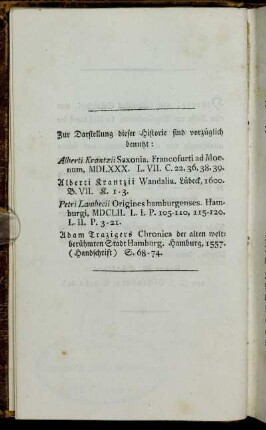 Zur Darstellung dieser Historie sind vorzüglich
benutzt:
Alberti Krantzii Saxonia. Francofurti ad Moe-
num, MDLXXX. L. VII. C. 22. 36. 38. 39.
Alberti Krantzii Wandalia. Lübeck, 1600.
B. VII. K. 1-3.
Petri Lambecii Origines hamburgenses. Ham-
burgi, MDCLII. L. I. P. 105-110, 115-120.
L. II. P. 3-21.
Adam Trazigers Chronica der alten welt-
berühmten Stadt Hamburg. Hamburg, 1557.
(Handschrift) S. 68-74.